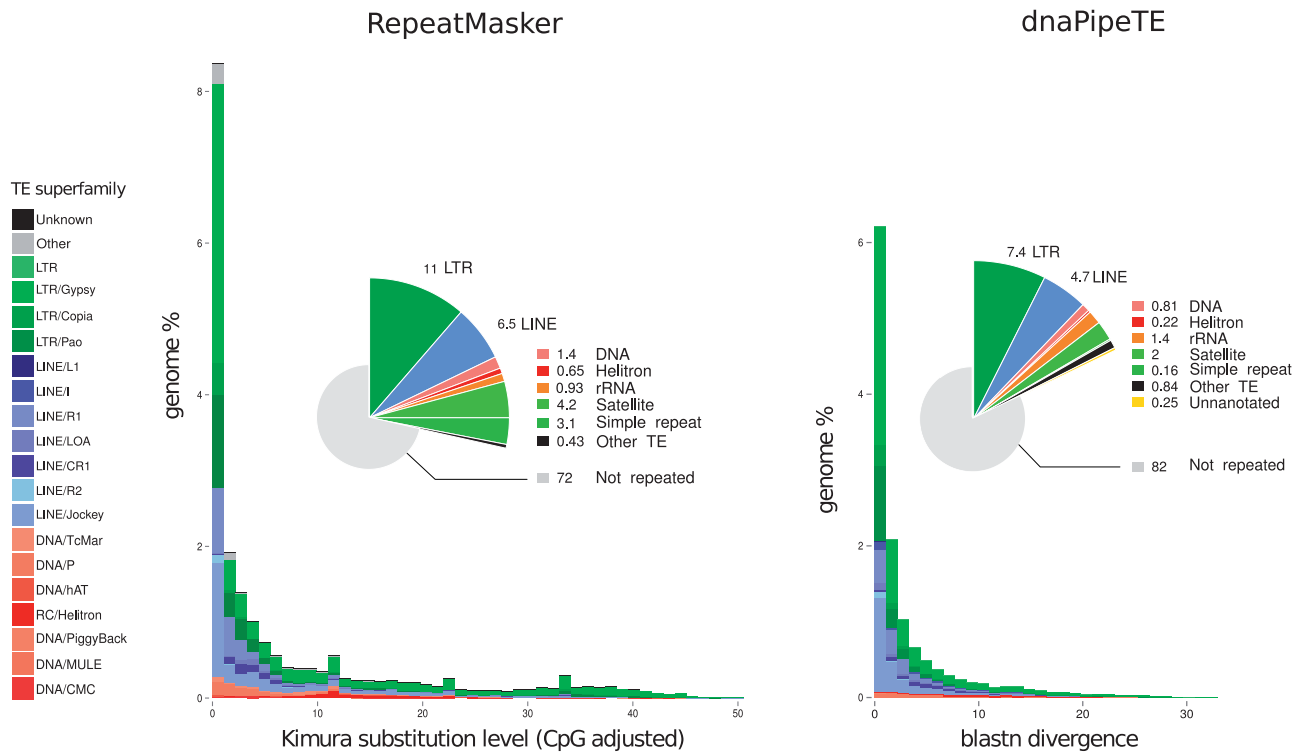 RepeatMasker
dnaPipeTE
TE superfamily
Unknown
Other
LTR
LTR/Gypsy
LTR/Copia
LTR/Pao
LINE/L1
LINE/I
LINE/R1
LINE/LOA
LINE/CR1
LINE/R2
LINE/Jockey
DNA/TcMar
DNA/P
DNA/hAT
RC/Helitron
DNA/PiggyBack
DNA/MULE
DNA/CMC
genome %
8
6
4
2
0
0 10 20 30 40 50
Kimura substitution level (CpG adjusted)
11 LTR
6.5 LINE
1.4 DNA
0.65 Helitron
0.93 rRNA
4.2 Satellite
3.1 Simple repeat
0.43 Other TE
72 Not repeated
genome %
6
4
2
0
0 10 20 30
blastn divergence
7.4 LTR
4.7 LINE
0.81 DNA
0.22 Helitron
1.4 rRNA
2 Satellite
0.16 Simple repeat
0.84 Other TE
0.25 Unnanotated
82 Not repeated